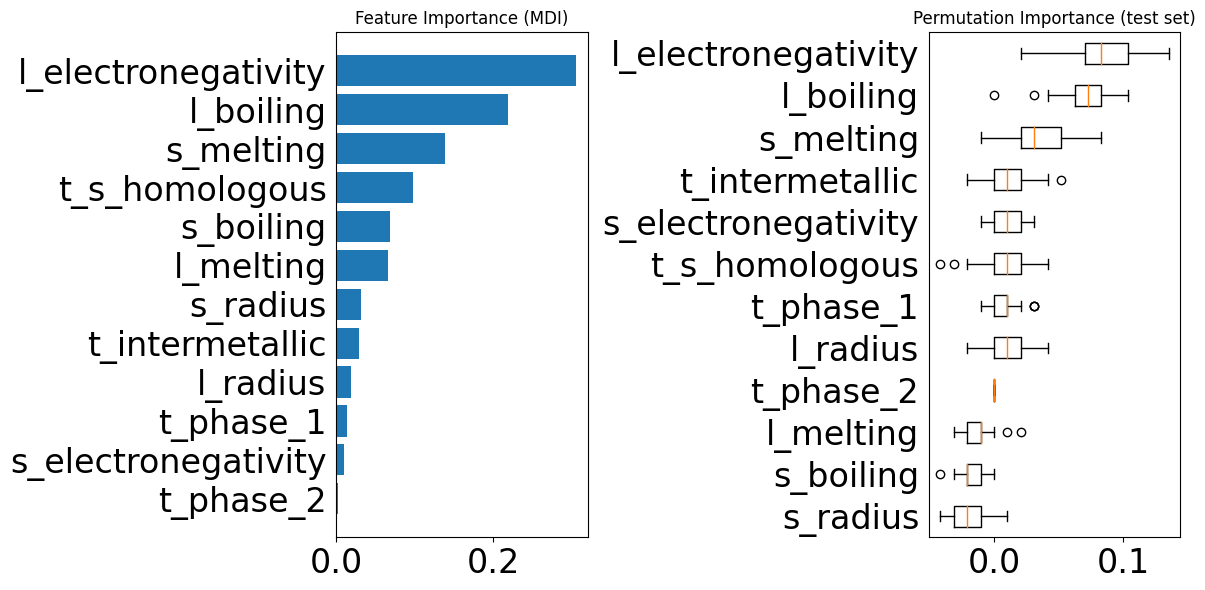 Feature Importance (MDI)
l_electronegativity
l_boiling
s_melting
t_s_homologous
s_boiling
l_melting
s_radius
t_intermetallic
l_radius
t_phase_1
s_electronegativity
t_phase_2
0.0 0.2
Permutation Importance (test set)
l_electronegativity
l_boiling
s_melting
t_intermetallic
s_electronegativity
t_s_homologous
t_phase_1
l_radius
t_phase_2
l_melting
s_boiling
s_radius
0.0 0.1